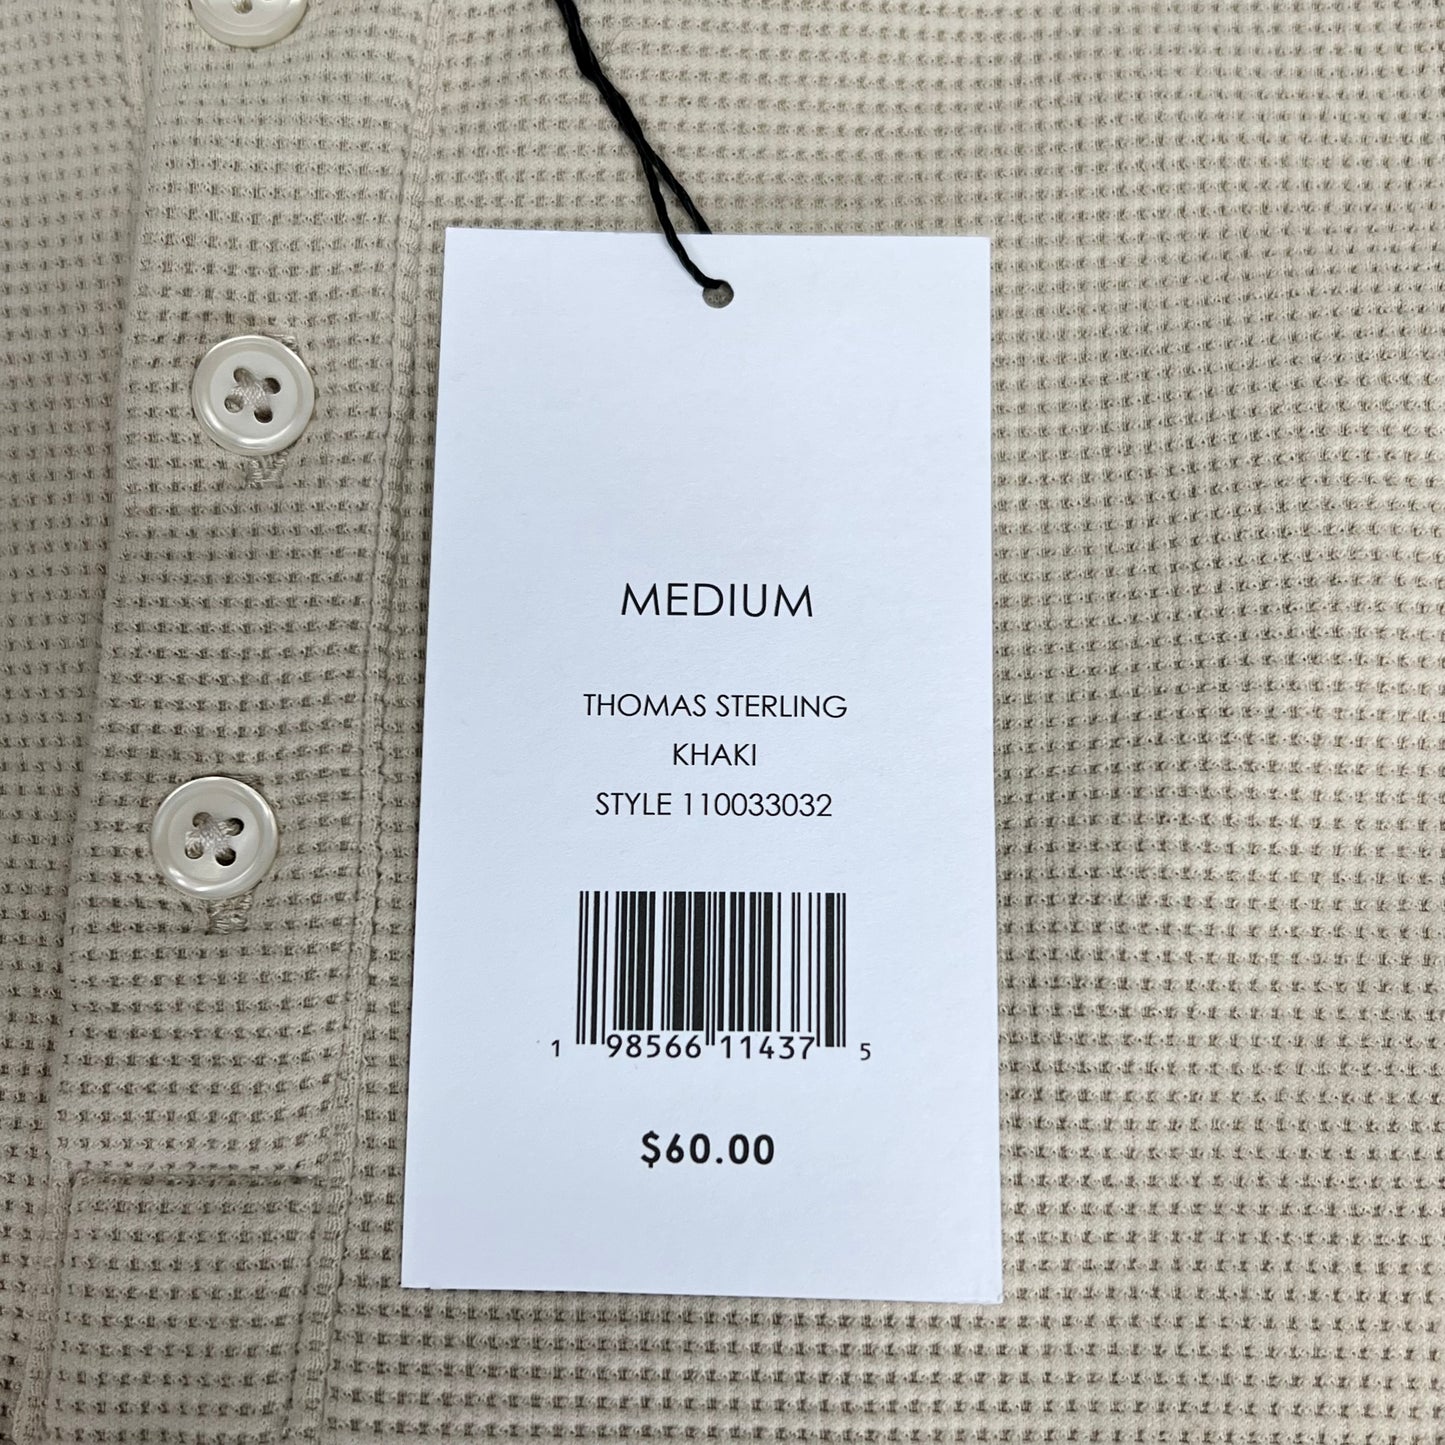 MEDIUM
THOMAS STERLING
KHAKI
STYLE 110033032
1 98566 11437 5
$60.00